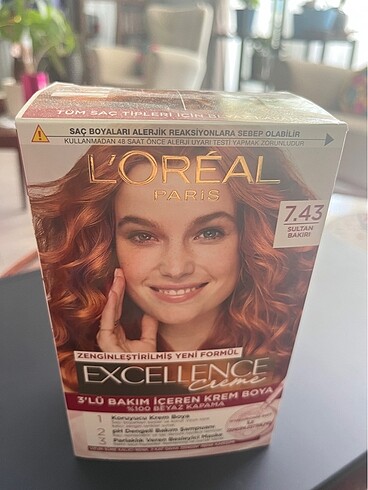 TÜM SAÇ TİPLERİ İÇİN
SAÇ BOYALARI ALERJİK REAKSİYONLARA SEBEP OLABİLİR
KULLANMADAN 48 SAAT ÖNCE ALERJİ UYARI TESTİ YAPMAK ZORUNLUDUR
L'ORÉAL
PARIS
7.43
SULTAN
BAKIRI
ZENGİNLEŞTİRİLMİŞ YENİ FORMÜL
EXCELLENCE
Creme
3'LÜ BAKIM İÇEREN KREM BOYA
%100 BEYAZ KAPAMA
1 Koruyucu Krem Boya
2 pH Dengeli Bakım Şampuanı
3 Parlaklık Veren Besleyici Maske